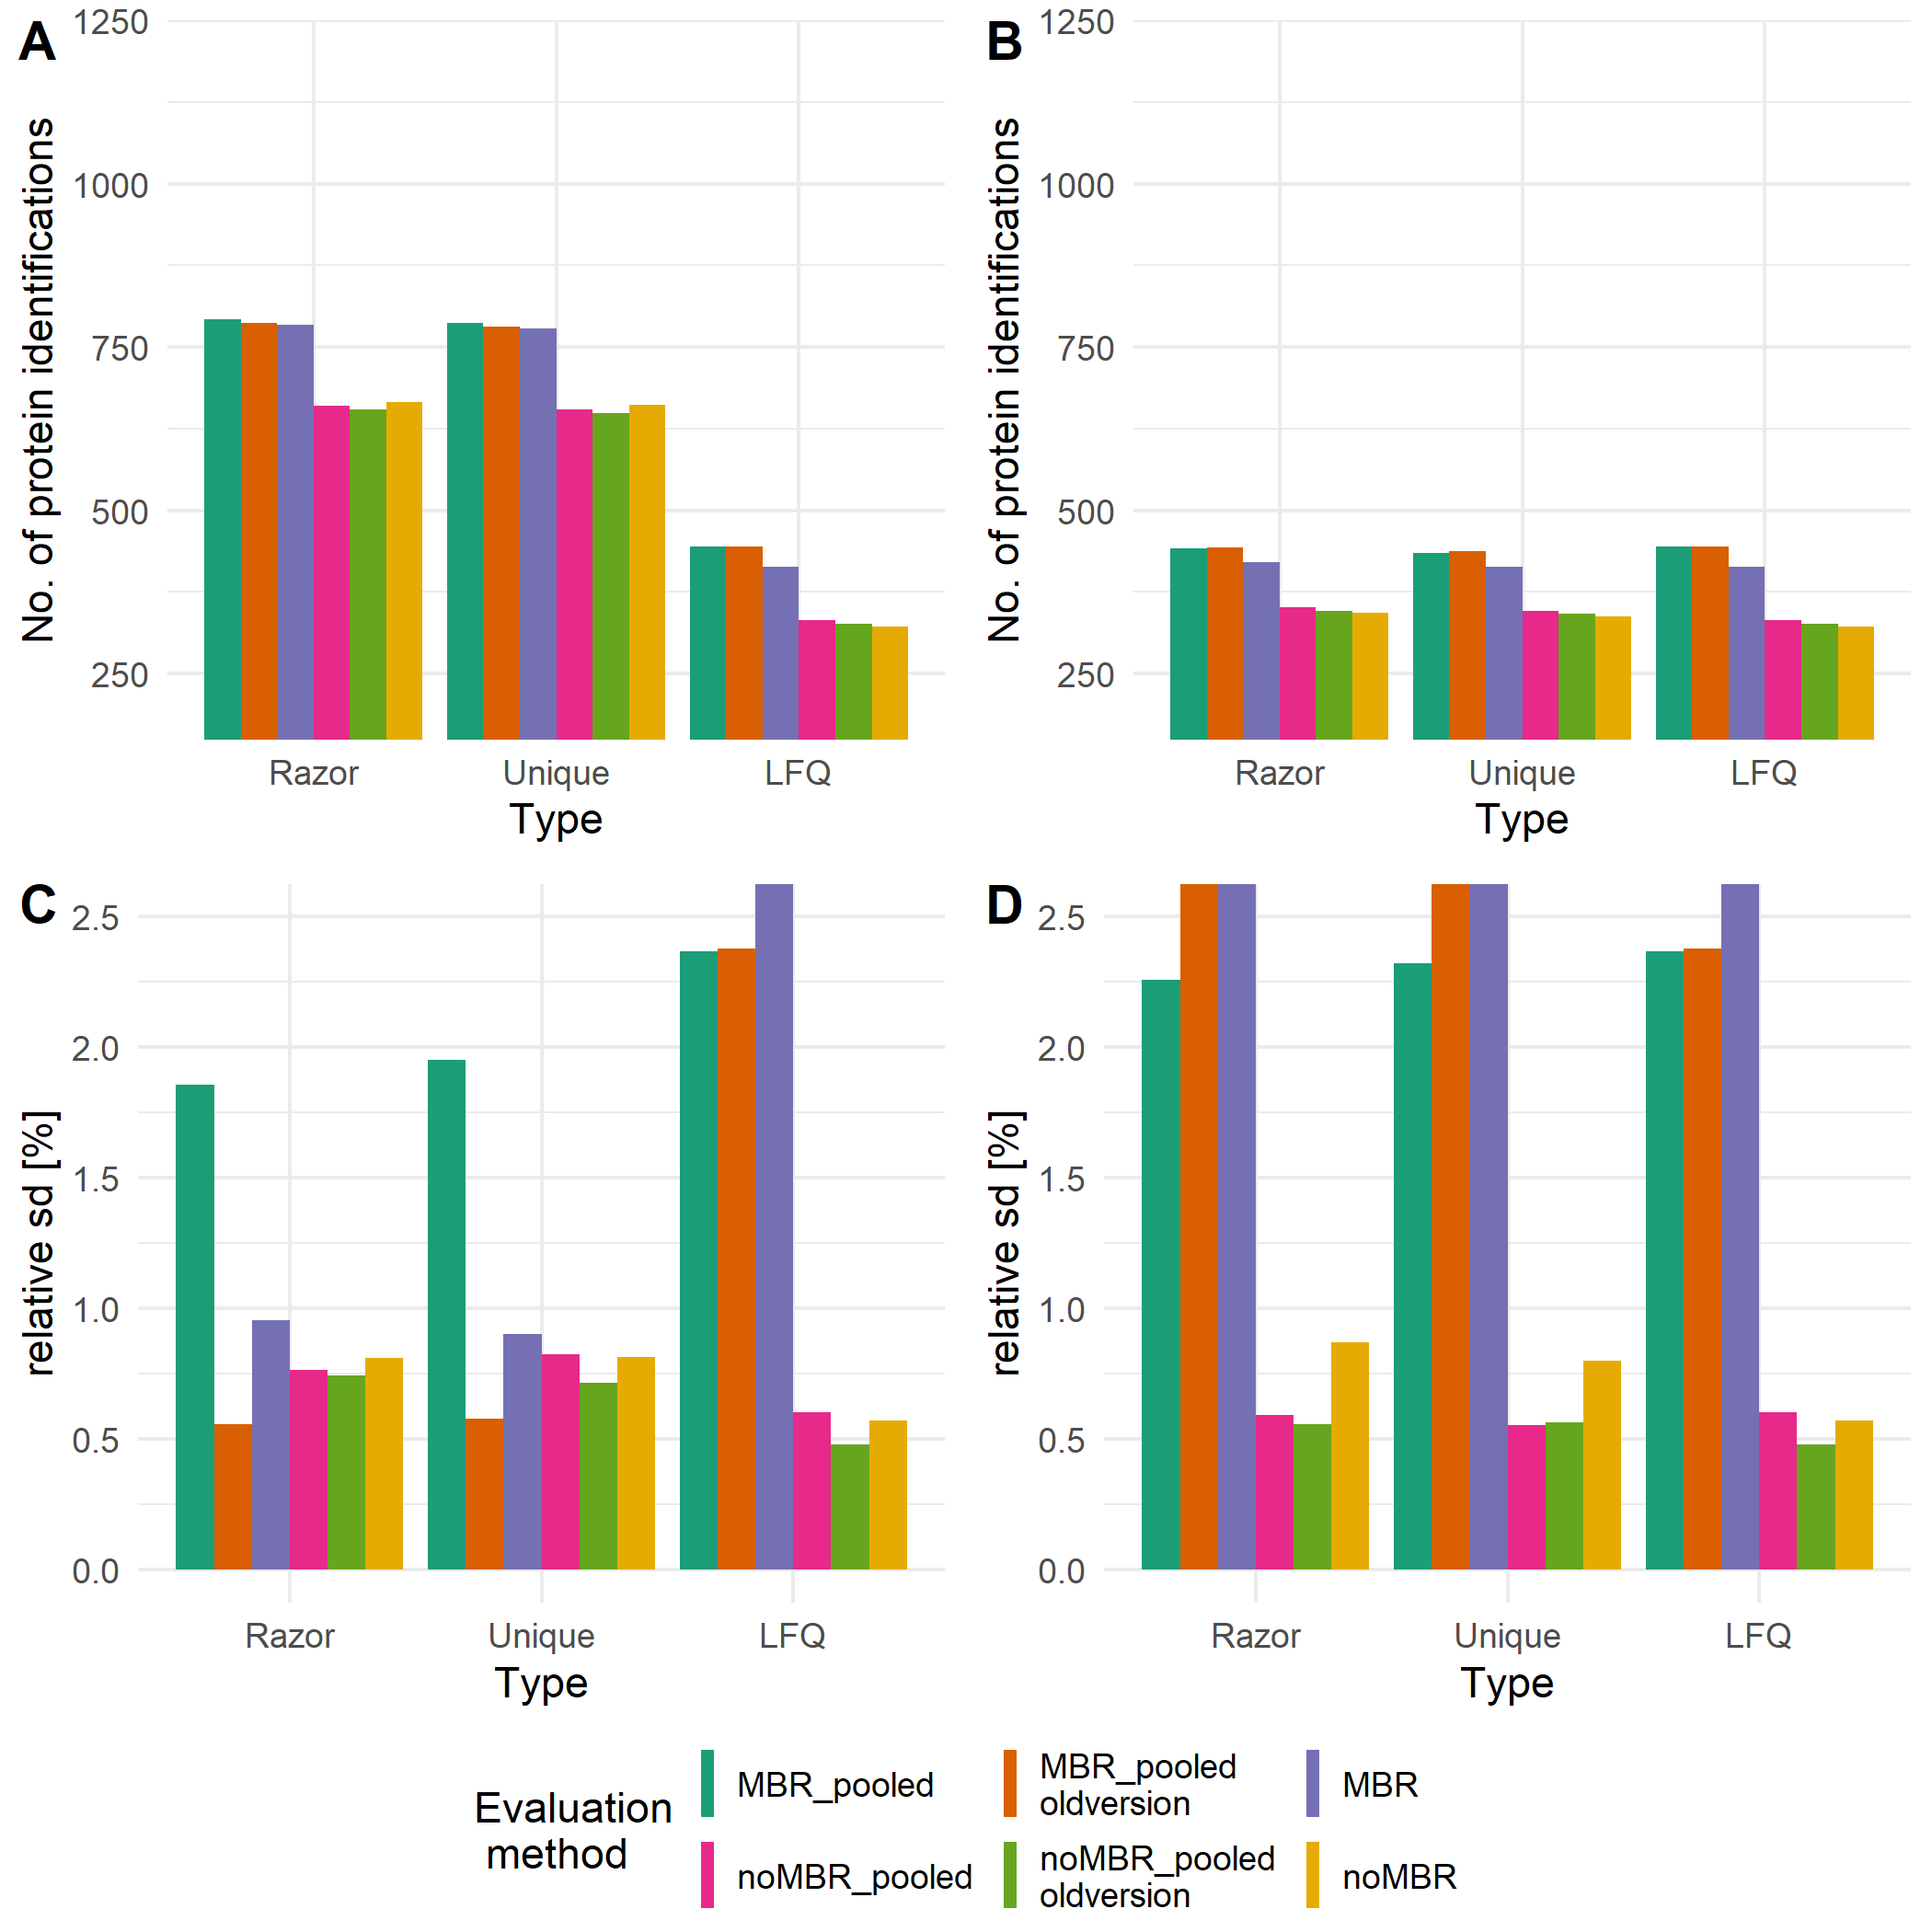 A
No. of protein identifications
1250
1000
750
500
250
Razor
Unique
LFQ
Type
B
No. of protein identifications
1250
1000
750
500
250
Razor
Unique
LFQ
Type
C
relative sd [%]
2.5
2.0
1.5
1.0
0.5
0.0
Razor
Unique
LFQ
Type
D
relative sd [%]
2.5
2.0
1.5
1.0
0.5
0.0
Razor
Unique
LFQ
Type
Evaluation
method
MBR_pooled
MBR_pooled
oldversion
MBR
noMBR_pooled
noMBR_pooled
oldversion
noMBR